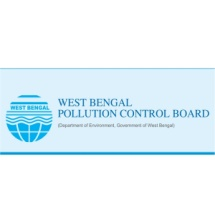 WEST BENGAL
WEST BENGAL
POLLUTION CONTROL BOARD
(Department of Environment, Government of West Bengal)